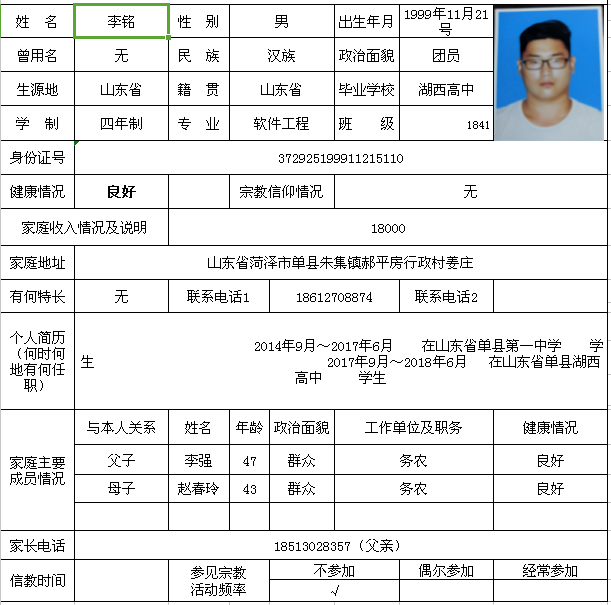 姓 名 李铭 性 别 男 出生年月 1999年11月21号
曾用名 无 民 族 汉族 政治面貌 团员
生源地 山东省 籍 贯 山东省 毕业学校 湖西高中
学 制 四年制 专 业 软件工程 班 级 1841
身份证号 372925199911215110
健康情况 良好 宗教信仰情况 无
家庭收入情况及说明 18000
家庭地址 山东省菏泽市单县朱集镇郝平房行政村姜庄
有何特长 无 联系电话1 18612708874 联系电话2
个人简历
（何时何
地有何任
职）
2014年9月～2017年6月 在山东省单县第一中学 学
生 2017年9月～2018年6月 在山东省单县湖西
高中 学生
家庭主要
成员情况
与本人关系 姓名 年龄 政治面貌 工作单位及职务 健康情况
父子 李强 47 群众 务农 良好
母子 赵春玲 43 群众 务农 良好
家长电话 18513028357（父亲）
信教时间 参见宗教
活动频率
不参加 偶尔参加 经常参加
√